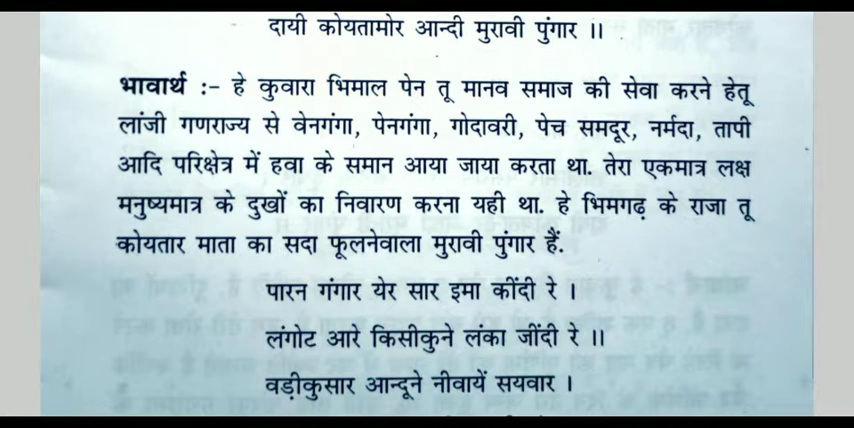 दायी कोयतामोर आन्दी मुरावी पुंगार ।।
भावार्थ :- हे कुवारा भिमाल पेन तू मानव समाज की सेवा करने हेतू
लांजी गणराज्य से वेनगंगा, पेनगंगा, गोदावरी, पेच समदूर, नर्मदा, तापी
आदि परिक्षेत्र में हवा के समान आया जाया करता था. तेरा एकमात्र लक्ष
मनुष्यमात्र के दुखों का निवारण करना यही था. हे भिमगढ़ के राजा तू
कोयतार माता का सदा फूलनेवाला मुरावी पुंगार हैं.
पारन गंगार येर सार इमा कींदी रे ।
लंगोट आरे किसीकुने लंका जींदी रे ।।
वड़ीकुसार आन्दूने नीवायें सयवार ।